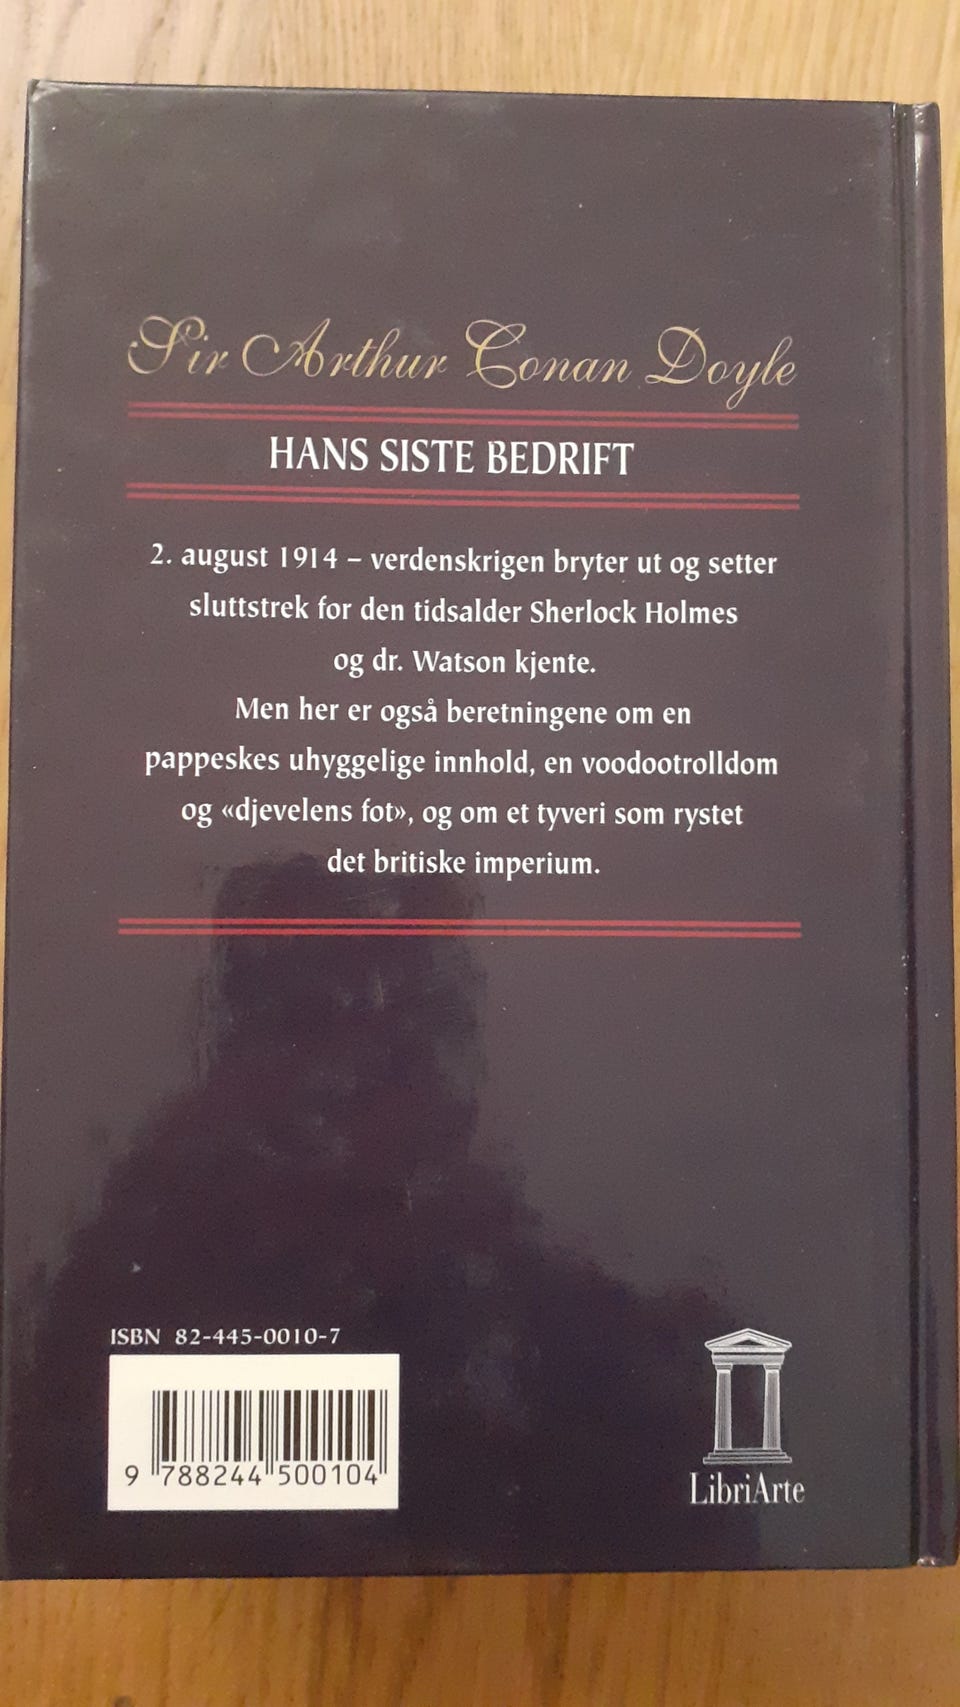 Sir Arthur Conan Doyle
HANS SISTE BEDRIFT
2. august 1914 – verdenskrigen bryter ut og setter
sluttstrek for den tidsalder Sherlock Holmes
og dr. Watson kjente.
Men her er også beretningene om en
pappeskes uhyggelige innhold, en voodootrolldom
og «djevelens fot», og om et tyveri som rystet
det britiske imperium.
ISBN 82-445-0010-7
9 788244 500104
LibriArte